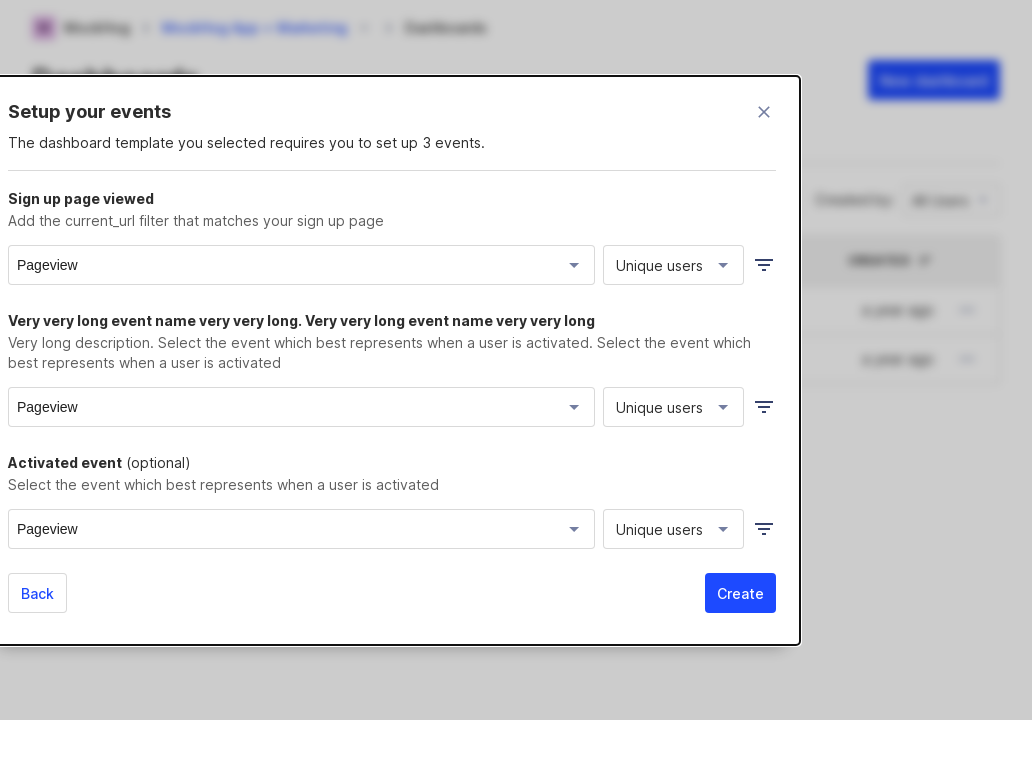 Dashboards
New dashboard
Setup your events
The dashboard template you selected requires you to set up 3 events.
Sign up page viewed
Add the current_url filter that matches your sign up page
Pageview
Unique users
Very very long event name very very long. Very very long event name very very long
Very long description. Select the event which best represents when a user is activated. Select the event which
best represents when a user is activated
Pageview
Unique users
Activated event (optional)
Select the event which best represents when a user is activated
Pageview
Unique users
Back
Create